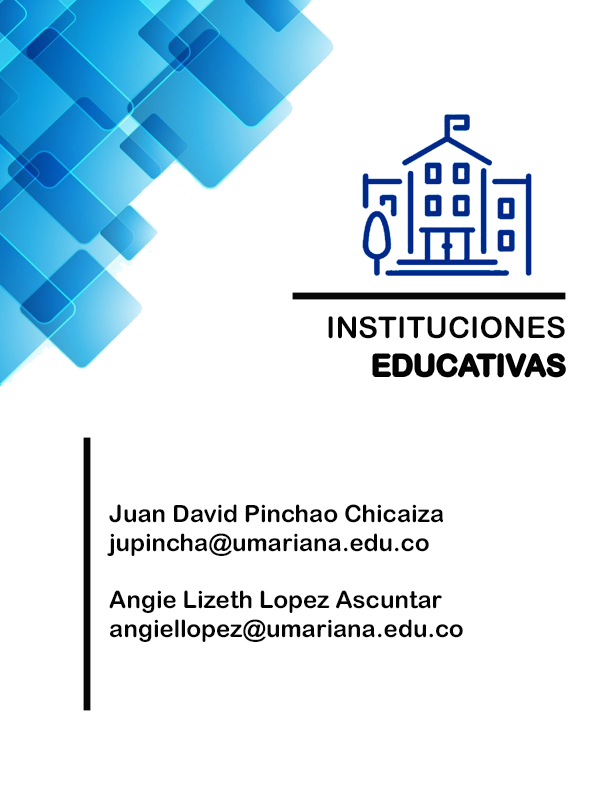 INSTITUCIONES
EDUCATIVAS
Juan David Pinchao Chicaiza
jupincha@umariana.edu.co
Angie Lizeth Lopez Ascuntar
angiellopez@umariana.edu.co